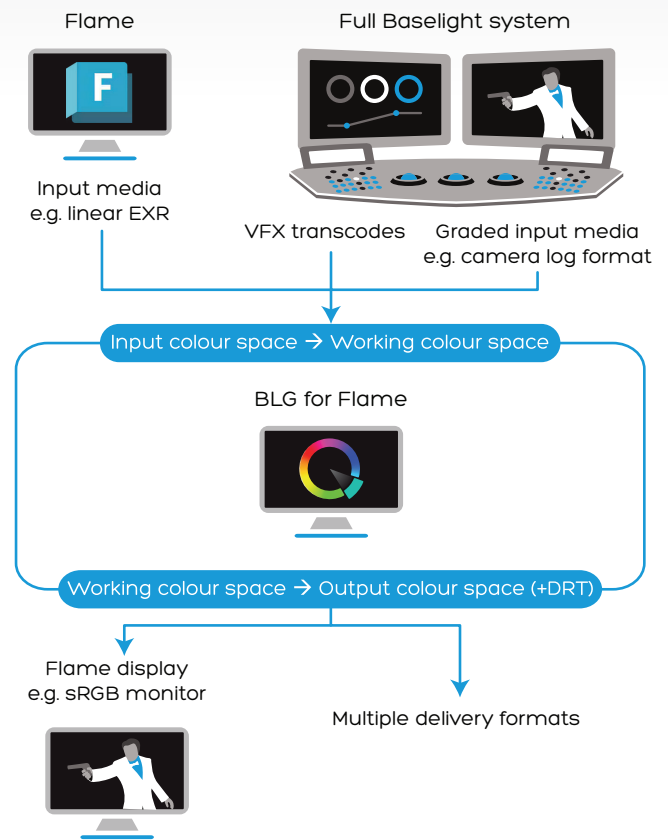 Flame
Full Baselight system
F
Input media
e.g. linear EXR
VFX transcodes
Graded input media
e.g. camera log format
Input colour space → Working colour space
BLG for Flame
Working colour space → Output colour space (+DRT)
Flame display
e.g. sRGB monitor
Multiple delivery formats